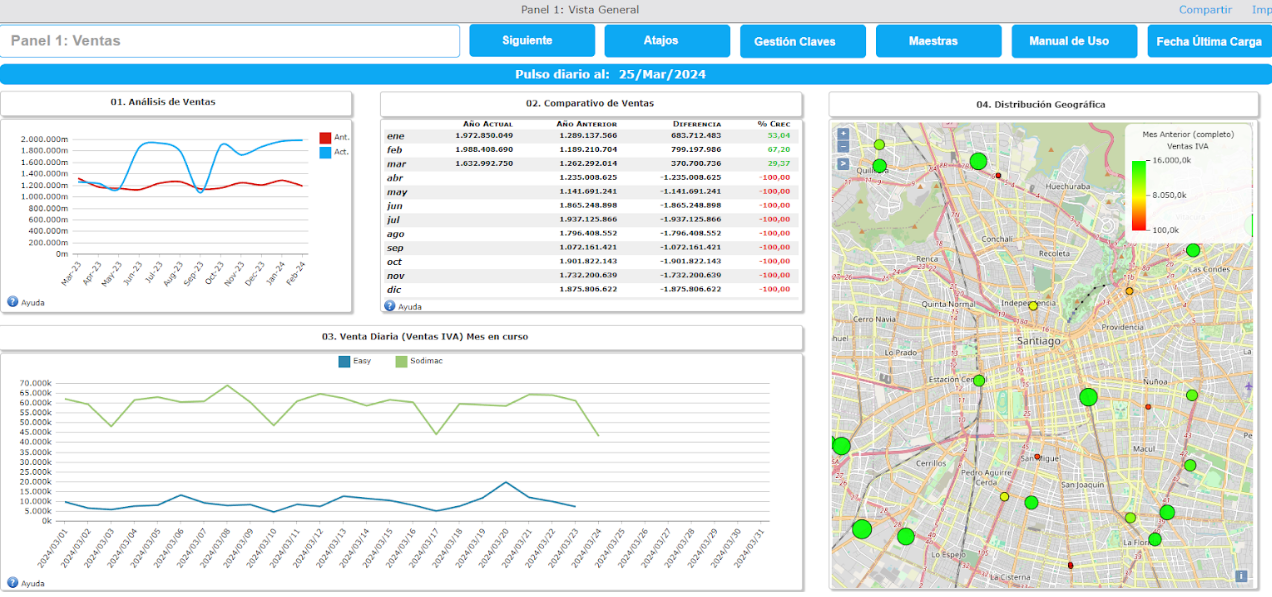 Panel 1: Vista General
Compartir
Panel 1: Ventas
Siguiente
Atajos
Gestión Claves
Maestras
Manual de Uso
Fecha Última Carga
Pulso diario al: 25/Mar/2024
01. Análisis de Ventas
2.000.000m
1.800.000m
1.600.000m
1.400.000m
1.200.000m
1.000.000m
800.000m
600.000m
400.000m
200.000m
0m
Ant.
Act.
Mar-23 Apr-23 May-23 Jun-23 Jul-23 Aug-23 Sep-23 Oct-23 Nov-23 Dec-23 Jan-24 Feb-24
Ayuda
02. Comparativo de Ventas
Año Actual Año Anterior Diferencia % Crec
ene 1.972.850.049 1.289.137.566 683.712.483 53,04
feb 1.988.408.690 1.189.210.704 799.197.986 67,20
mar 1.632.992.750 1.262.292.014 370.700.736 29,37
abr 1.235.008.625 -1.235.008.625 -100,00
may 1.141.691.241 -1.141.691.241 -100,00
jun 1.865.248.898 -1.865.248.898 -100,00
jul 1.937.125.866 -1.937.125.866 -100,00
ago 1.796.408.552 -1.796.408.552 -100,00
sep 1.072.161.421 -1.072.161.421 -100,00
oct 1.901.822.143 -1.901.822.143 -100,00
nov 1.732.200.639 -1.732.200.639 -100,00
dic 1.875.806.622 -1.875.806.622 -100,00
Ayuda
03. Venta Diaria (Ventas IVA) Mes en curso
Easy
Sodimac
70.000k
65.000k
60.000k
55.000k
50.000k
45.000k
40.000k
35.000k
30.000k
25.000k
20.000k
15.000k
10.000k
5.000k
0k
2024/03/01 2024/03/02 2024/03/03 2024/03/04 2024/03/05 2024/03/06 2024/03/07 2024/03/08 2024/03/09 2024/03/10 2024/03/11 2024/03/12 2024/03/13 2024/03/14 2024/03/15 2024/03/16 2024/03/17 2024/03/18 2024/03/19 2024/03/20 2024/03/21 2024/03/22 2024/03/23 2024/03/24 2024/03/25 2024/03/26 2024/03/27 2024/03/28 2024/03/29 2024/03/30 2024/03/31
Ayuda
04. Distribución Geográfica
Mes Anterior (completo)
Ventas IVA
16.000,0k
8.050,0k
100,0k
Huechuraba
Conchalí
Recoleta
Renca
Las Condes
Quinta Normal
Independencia
Cerro Navia
Providencia
Santiago
Lo Prado
Estación Central
Ñuñoa
Macul
Cerrillos
San Miguel
Pedro Aguirre
Cerda
San Joaquín
Lo Espejo
La Cisterna